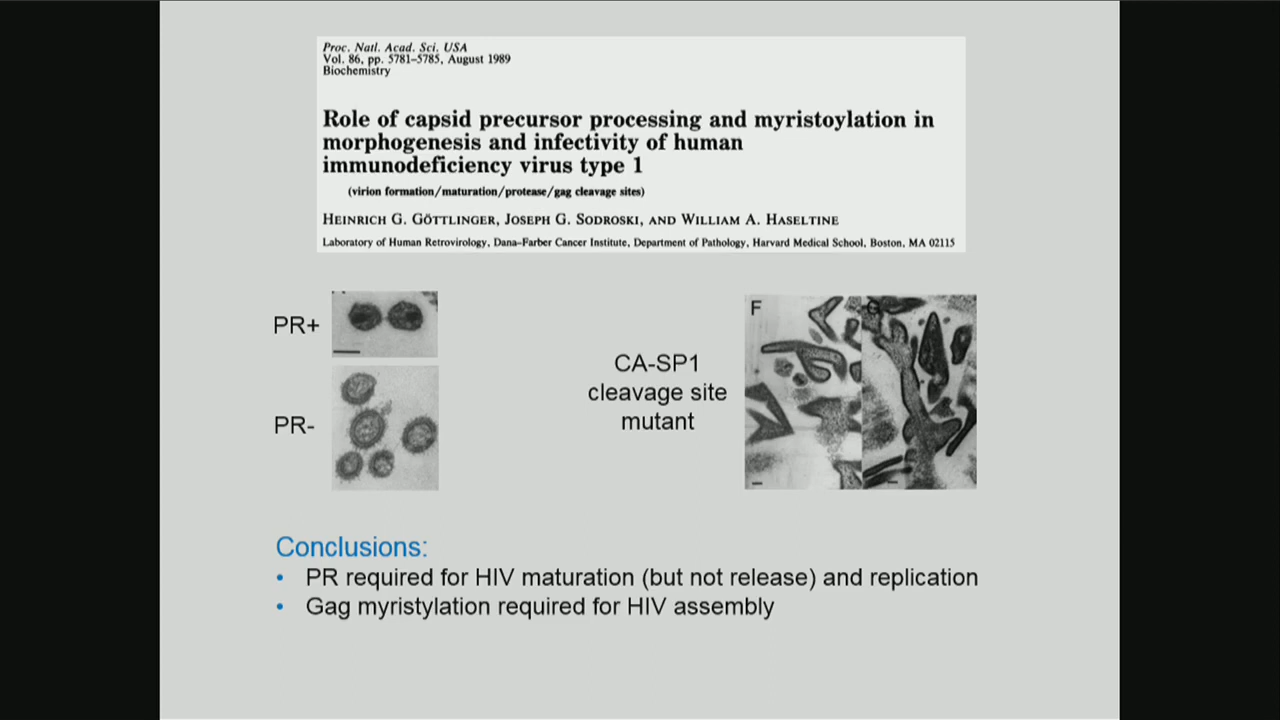 Proc. Natl. Acad. Sci. USA
Vol. 86, pp. 5781–5785, August 1989
Biochemistry
Role of capsid precursor processing and myristoylation in
morphogenesis and infectivity of human
immunodeficiency virus type 1
(virion formation/maturation/protease/gag cleavage sites)
HEINRICH G. GÖTTLINGER, JOSEPH G. SODROSKI, AND WILLIAM A. HASELTINE
Laboratory of Human Retrovirology, Dana–Farber Cancer Institute, Department of Pathology, Harvard Medical School, Boston, MA 02115
PR+
PR-
CA-SP1
cleavage site
mutant
F
G
Conclusions:
• PR required for HIV maturation (but not release) and replication
• Gag myristylation required for HIV assembly